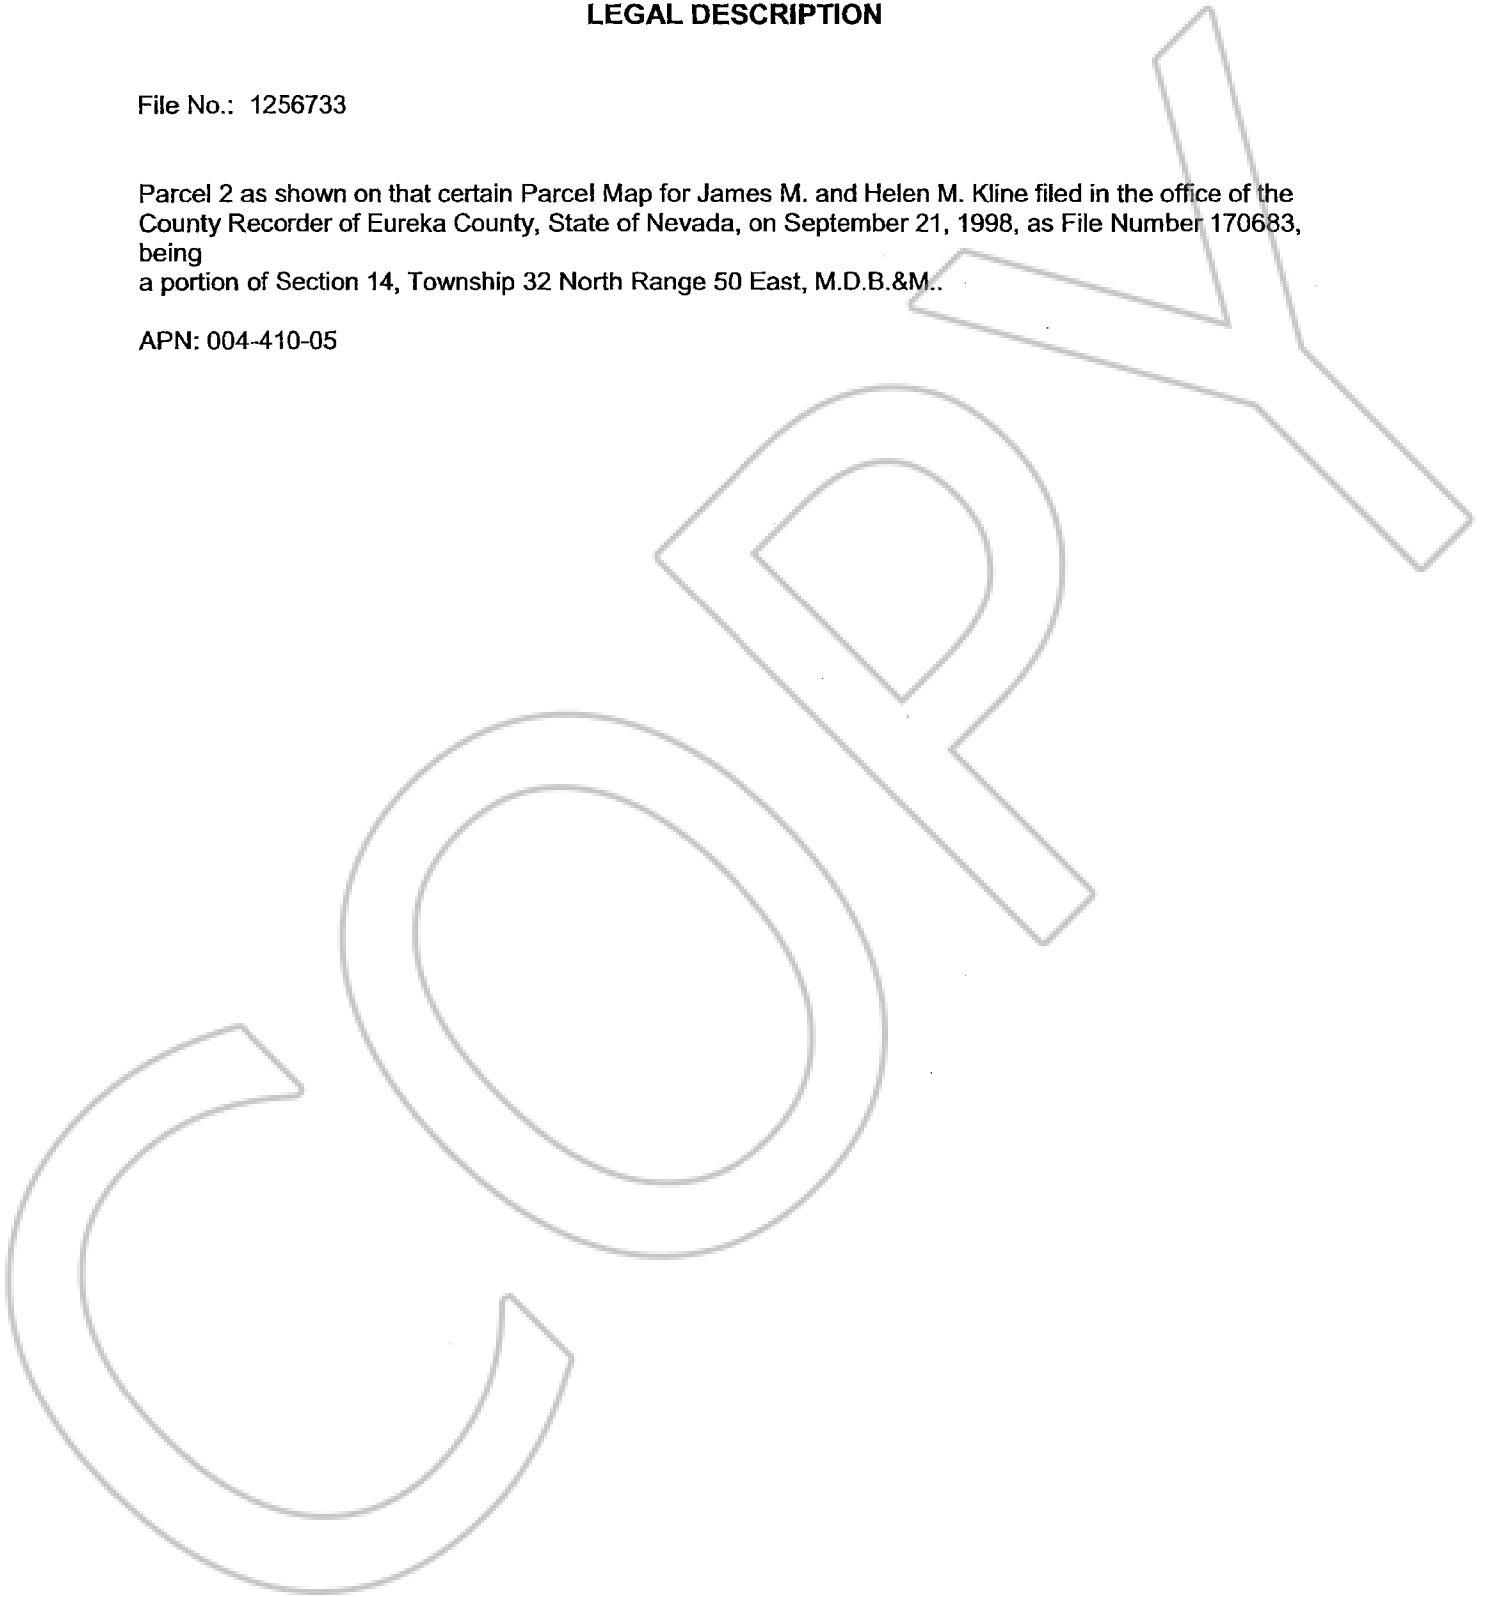 LEGAL DESCRIPTION
File No.: 1256733
Parcel 2 as shown on that certain Parcel Map for James M. and Helen M. Kline filed in the office of the
County Recorder of Eureka County, State of Nevada, on September 21, 1998, as File Number 170683,
being
a portion of Section 14, Township 32 North Range 50 East, M.D.B.&M..
APN: 004-410-05
COPY